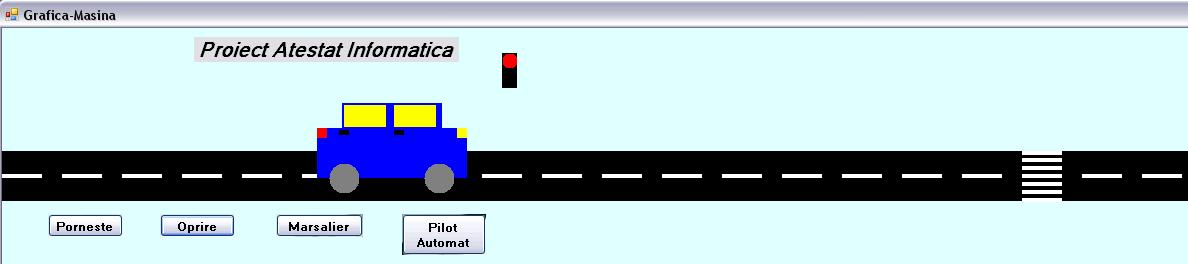 Grafica-Masina
Proiect Atestat Informatica
Porneste
Oprire
Marsalier
Pilot
Automat